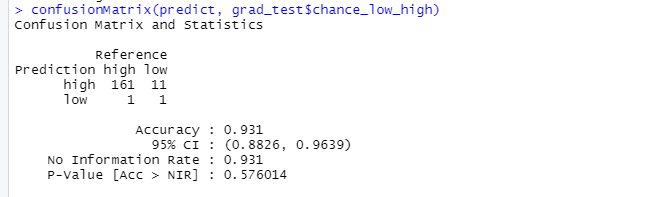 > confusionMatrix(predict, grad_test$chance_low_high)
Confusion Matrix and Statistics
Reference
Prediction high low
high 161 11
low 1 1
Accuracy : 0.931
95% CI : (0.8826, 0.9639)
No Information Rate : 0.931
P-Value [Acc > NIR] : 0.576014